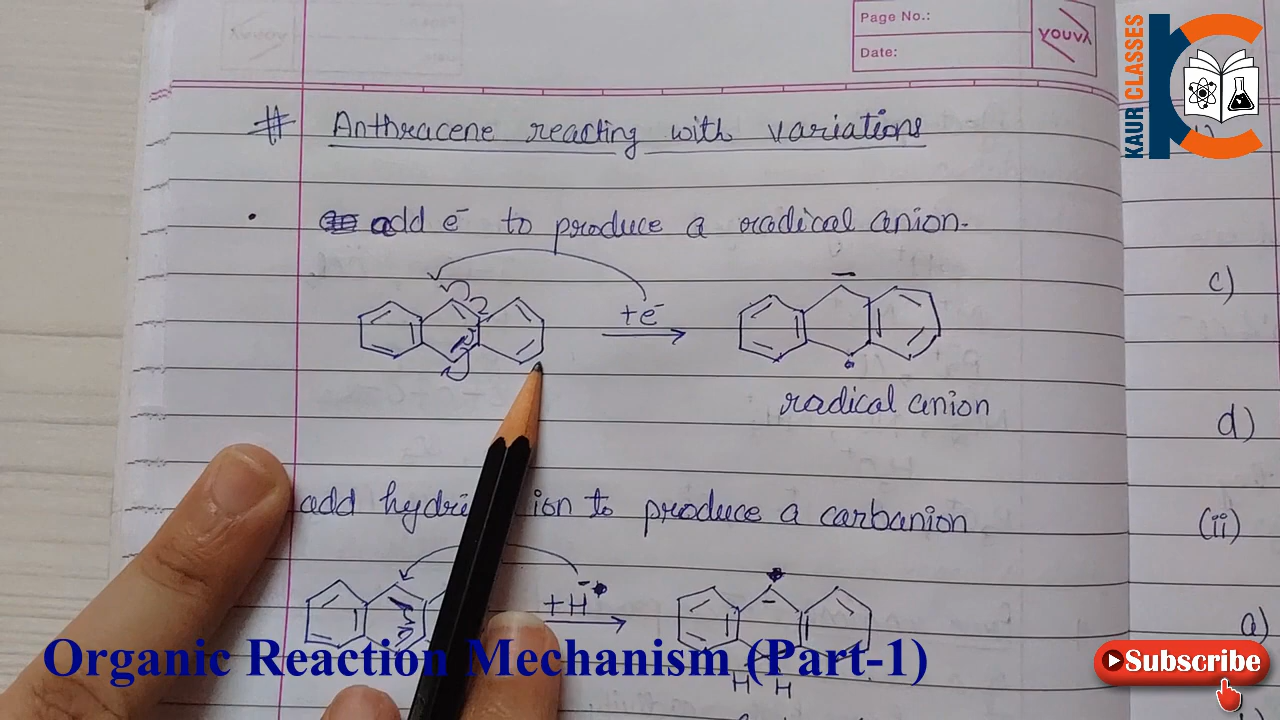 Page No.:
Date:
YOUVA
KAUR CLASSES
# Anthracene reacting with variations
add e⁻ to produce a radical anion.
+e⁻
radical anion
c)
d)
add hydri ion to produce a carbanion
(ii)
+H⁻
a)
H H
Organic Reaction Mechanism (Part-1)
Subscribe